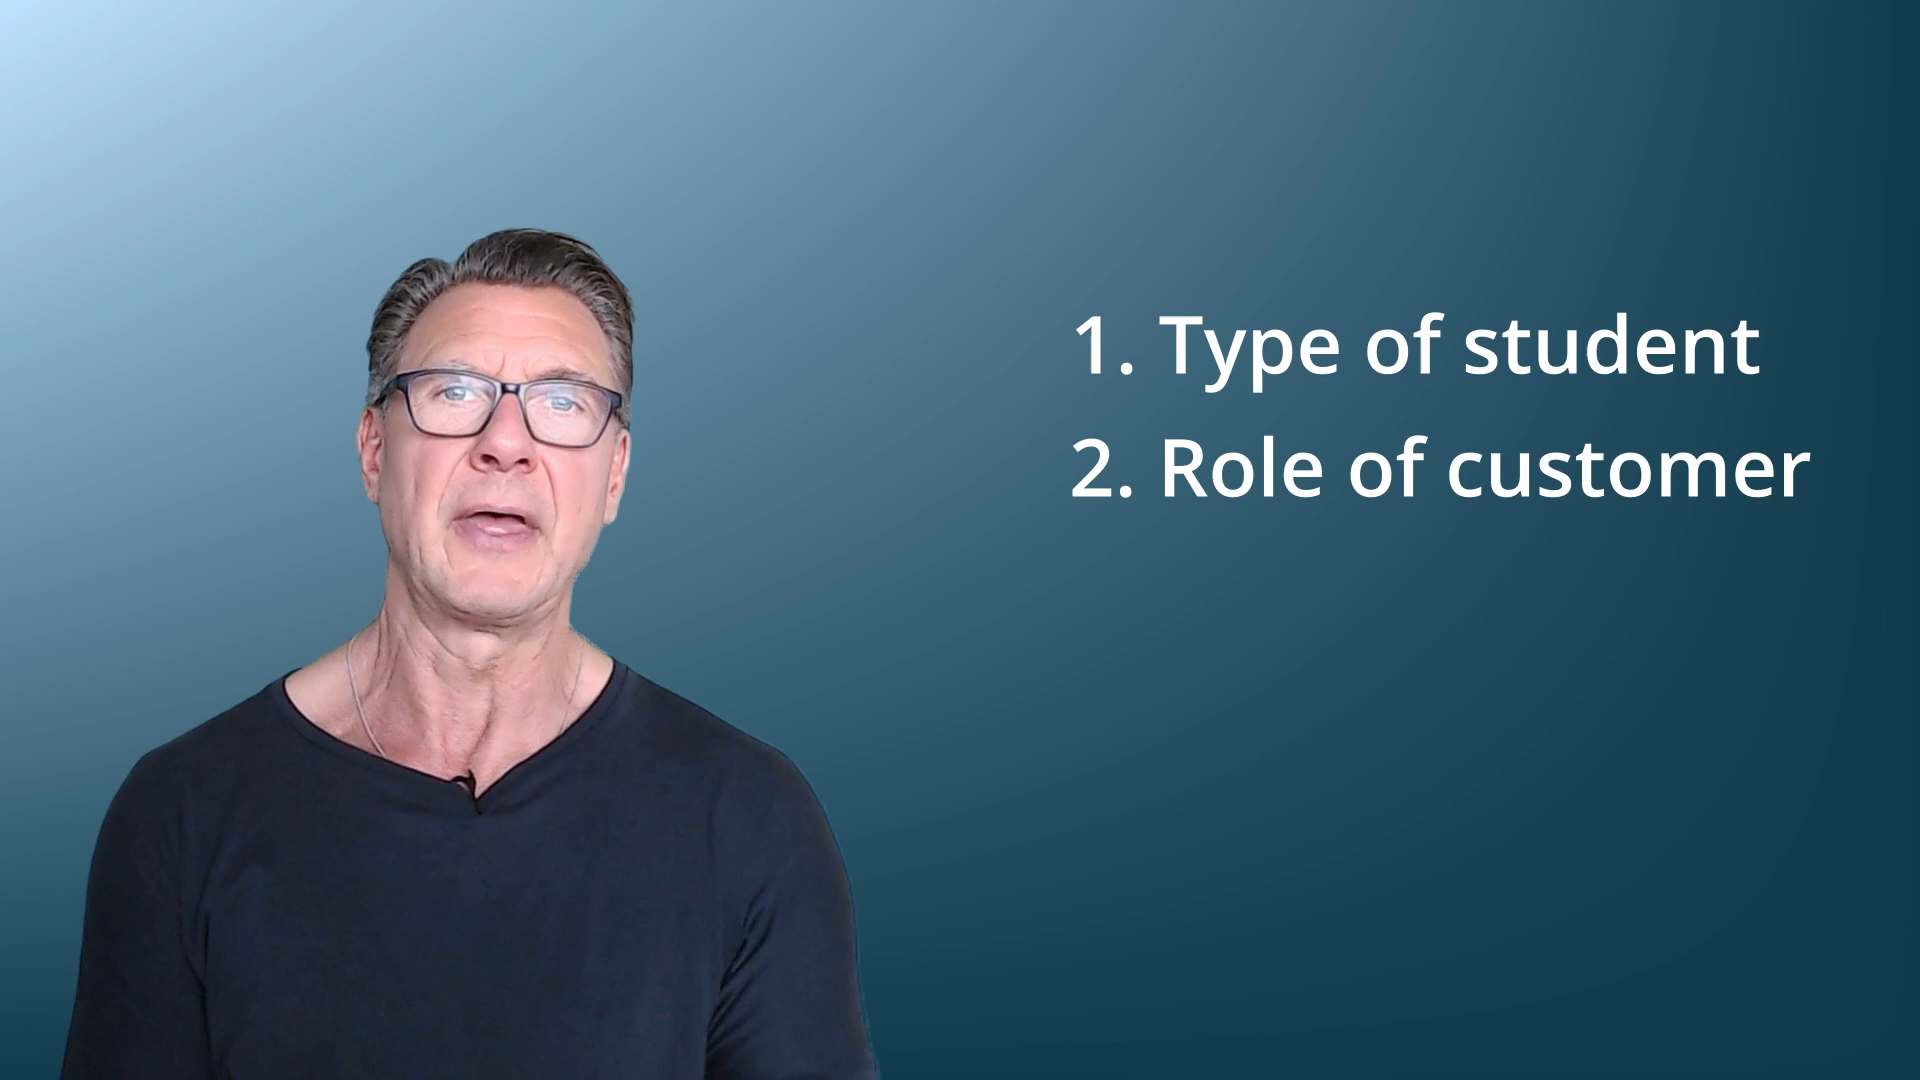 1. Type of student
2. Role of customer